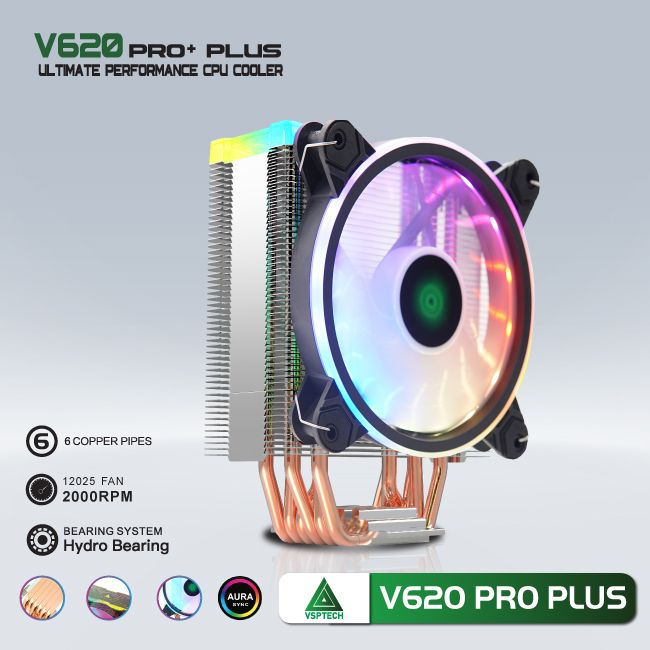 V620 PRO+ PLUS
ULTIMATE PERFORMANCE CPU COOLER
6
6 COPPER PIPES
12025 FAN
2000RPM
BEARING SYSTEM
Hydro Bearing
AURA
SYNC
VSPTECH
V620 PRO PLUS